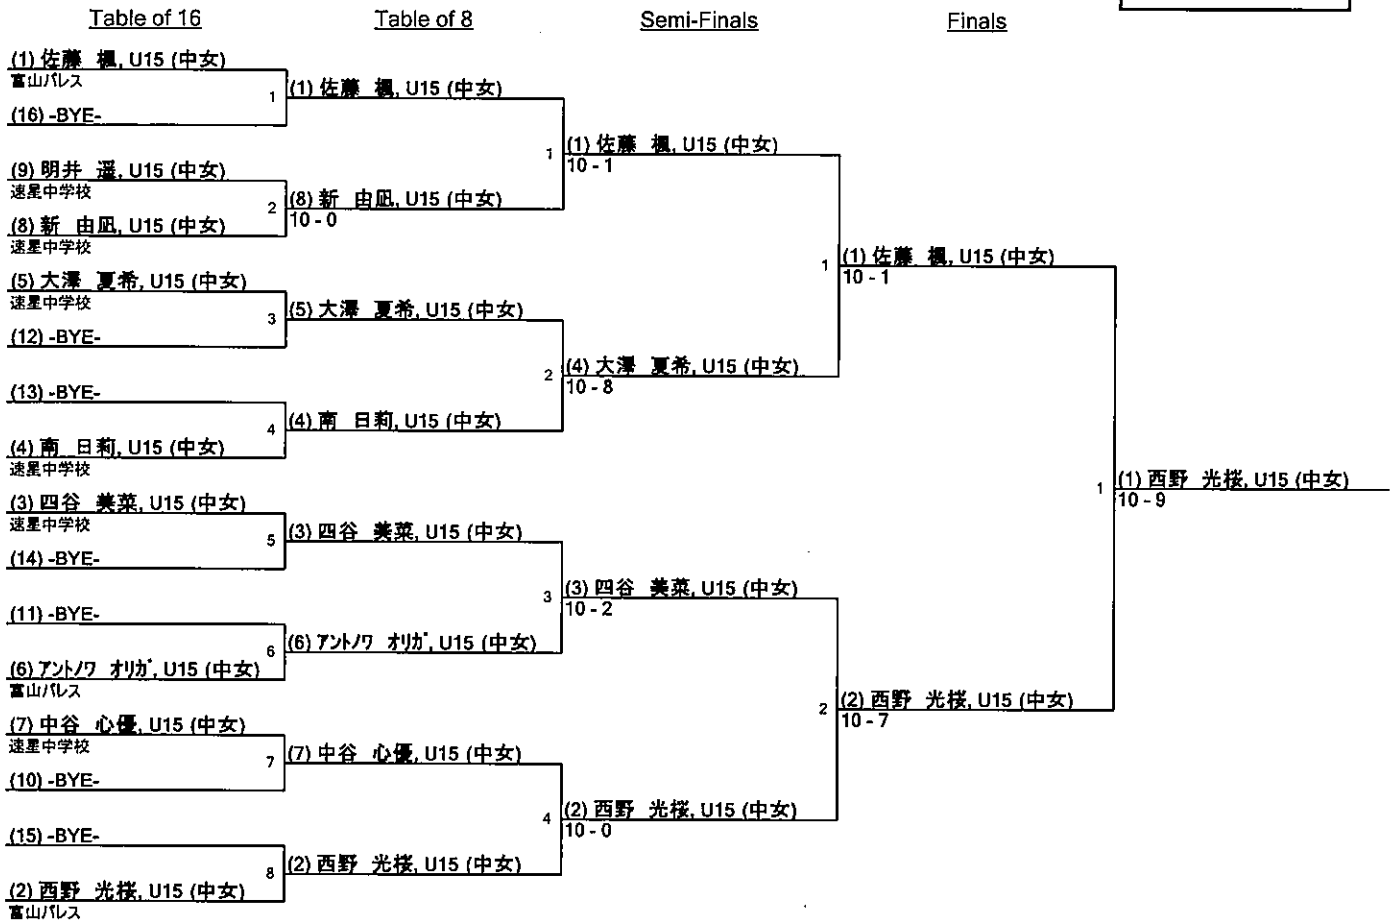 Table of 16
Table of 8
Semi-Finals
Finals
(1) 佐藤 楓, U15 (中女)
富山パレス
(16) -BYE-
(9) 明井 遥, U15 (中女)
速星中学校
(8) 新 由凪, U15 (中女)
速星中学校
(5) 大澤 夏希, U15 (中女)
速星中学校
(12) -BYE-
(13) -BYE-
(4) 南 日莉, U15 (中女)
速星中学校
(3) 四谷 美菜, U15 (中女)
速星中学校
(14) -BYE-
(11) -BYE-
(6) アントノワ オリガ, U15 (中女)
富山パレス
(7) 中谷 心優, U15 (中女)
速星中学校
(10) -BYE-
(15) -BYE-
(2) 西野 光桜, U15 (中女)
富山パレス
1
(1) 佐藤 楓, U15 (中女)
2
(8) 新 由凪, U15 (中女)
10 - 0
3
(5) 大澤 夏希, U15 (中女)
4
(4) 南 日莉, U15 (中女)
5
(3) 四谷 美菜, U15 (中女)
6
(6) アントノワ オリガ, U15 (中女)
7
(7) 中谷 心優, U15 (中女)
8
(2) 西野 光桜, U15 (中女)
1
(1) 佐藤 楓, U15 (中女)
10 - 1
2
(4) 大澤 夏希, U15 (中女)
10 - 8
3
(3) 四谷 美菜, U15 (中女)
10 - 2
4
(2) 西野 光桜, U15 (中女)
10 - 0
1
(1) 佐藤 楓, U15 (中女)
10 - 1
2
(2) 西野 光桜, U15 (中女)
10 - 7
1
(1) 西野 光桜, U15 (中女)
10 - 9